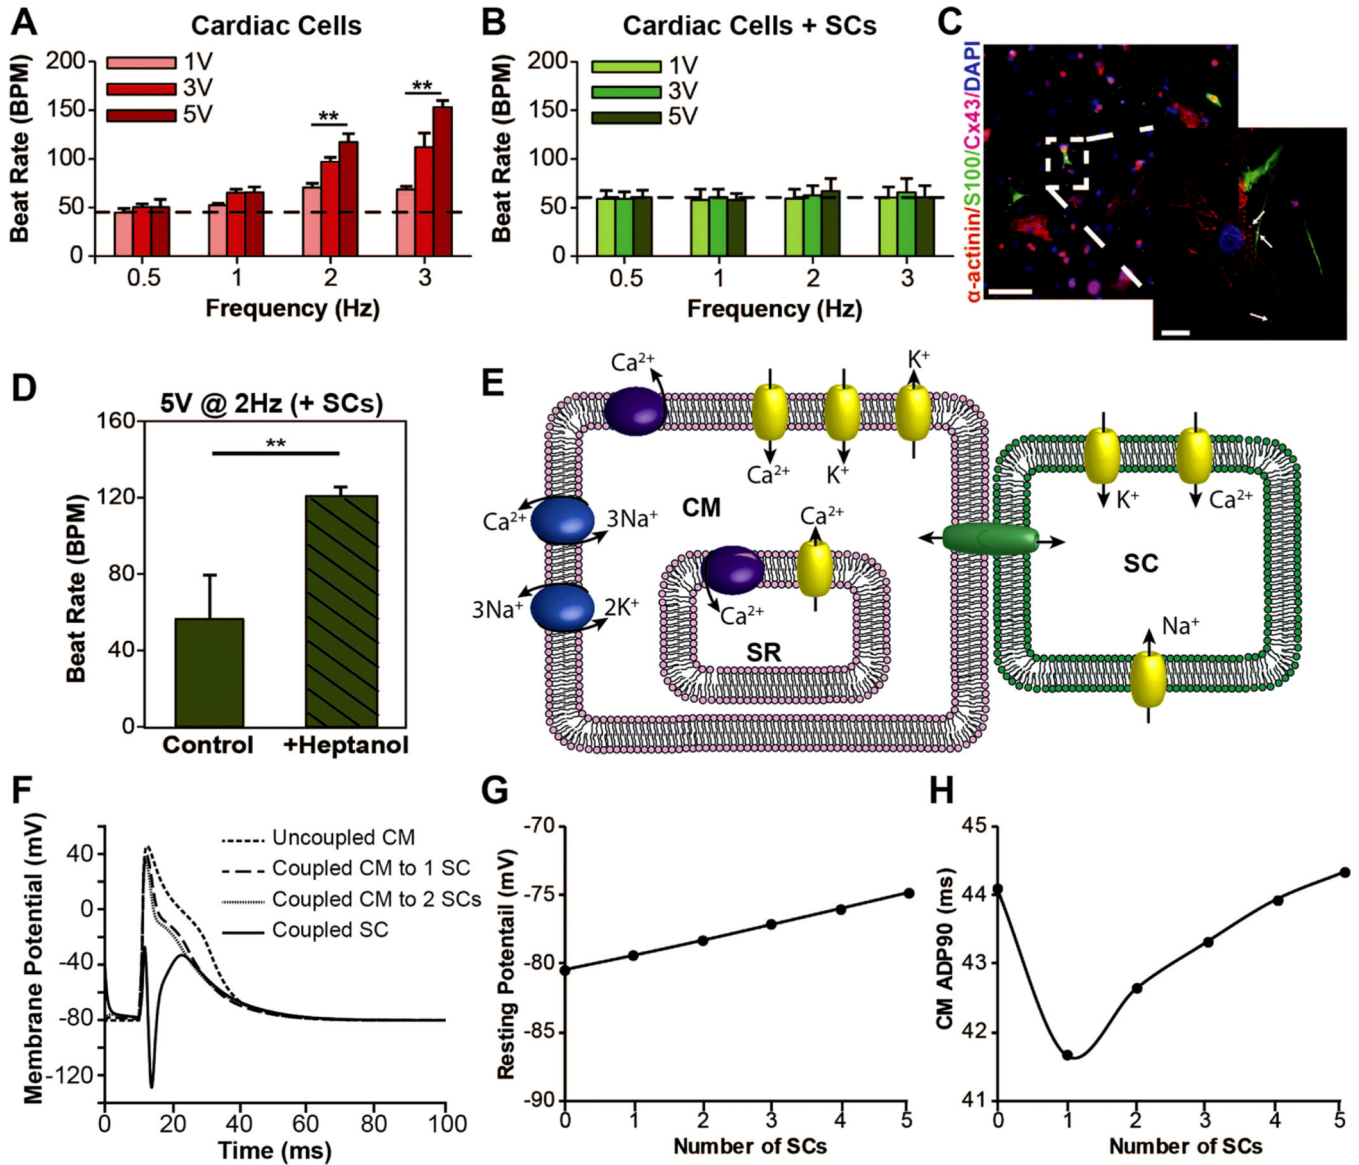 A
Cardiac Cells
Beat Rate (BPM)
200
150
100
50
0
1V
3V
5V
**
**
0.5
1
2
3
Frequency (Hz)
B
Cardiac Cells + SCs
Beat Rate (BPM)
200
150
100
50
0
1V
3V
5V
0.5
1
2
3
Frequency (Hz)
C
α-actinin/S100/Cx43/DAPI
D
5V @ 2Hz (+ SCs)
Beat Rate (BPM)
160
120
80
40
0
**
Control
+Heptanol
E
Ca2+
K+
Ca2+
K+
Ca2+
3Na+
3Na+
2K+
CM
Ca2+
Ca2+
SR
K+
Ca2+
SC
Na+
F
Membrane Potential (mV)
40
0
-40
-80
-120
Uncoupled CM
Coupled CM to 1 SC
Coupled CM to 2 SCs
Coupled SC
0
20
40
60
80
100
Time (ms)
G
Resting Potentail (mV)
-70
-75
-80
-85
-90
0
1
2
3
4
5
Number of SCs
H
CM ADP90 (ms)
45
44
43
42
41
0
1
2
3
4
5
Number of SCs